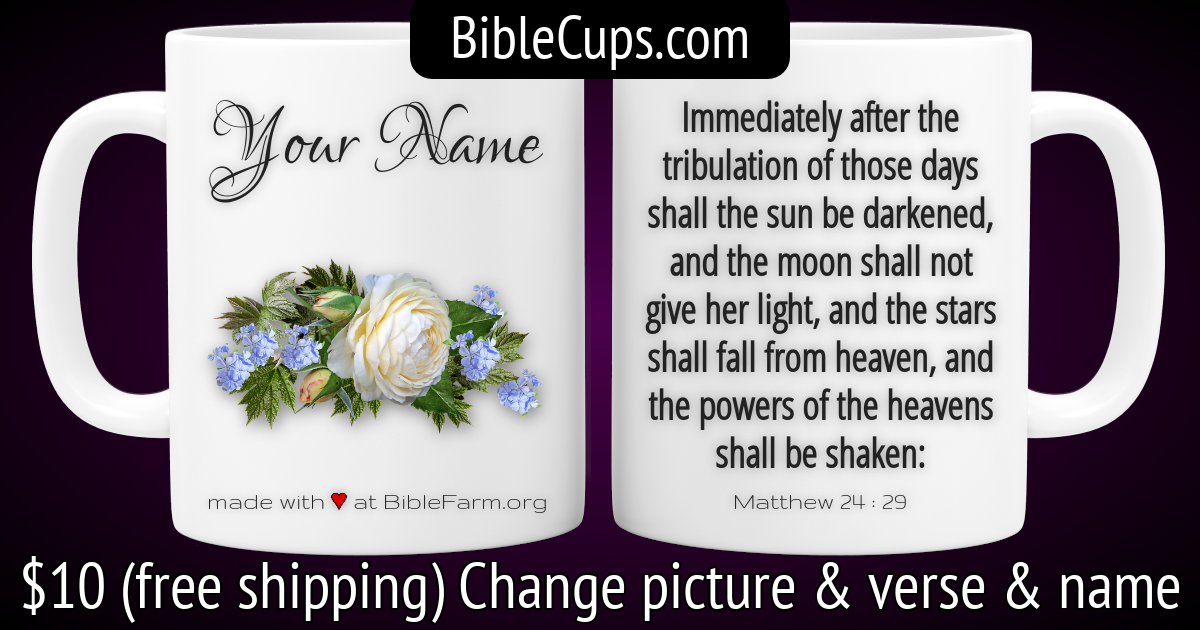 BibleCups.com
Your Name
made with ♥ at BibleFarm.org
Immediately after the
tribulation of those days
shall the sun be darkened,
and the moon shall not
give her light, and the stars
shall fall from heaven, and
the powers of the heavens
shall be shaken:
Matthew 24 : 29
$10 (free shipping) Change picture & verse & name